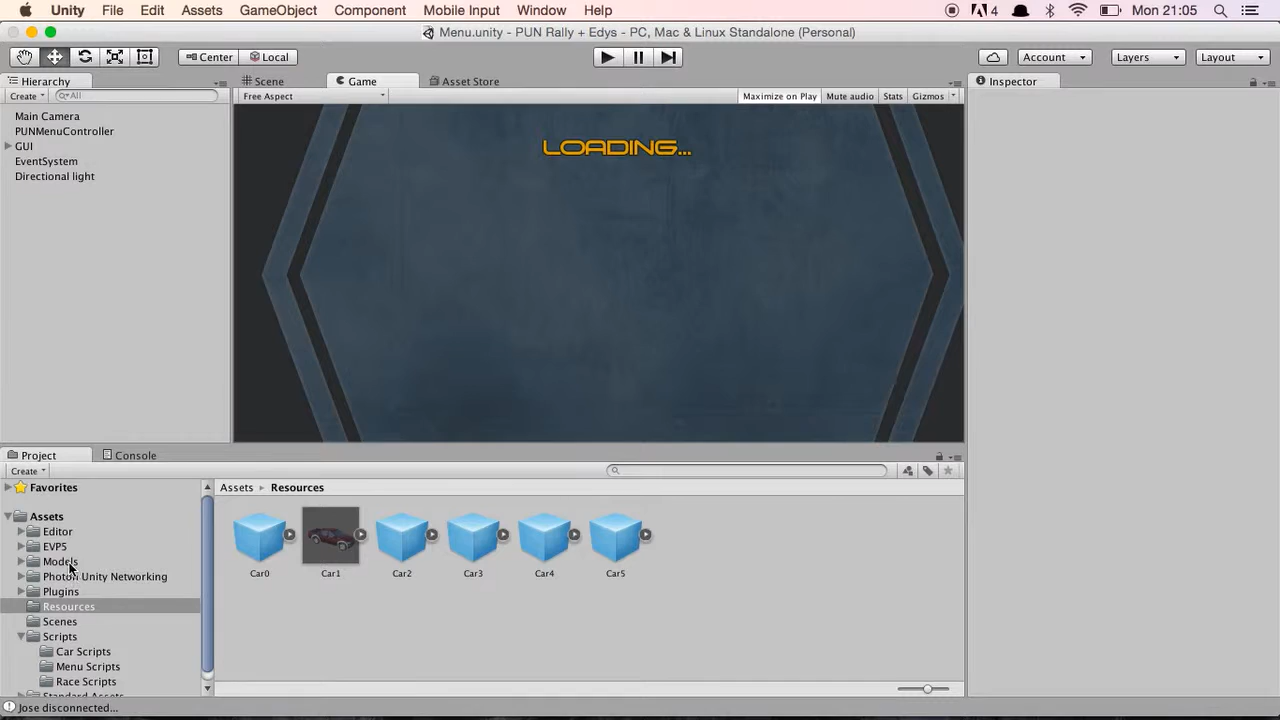 Unity File Edit Assets GameObject Component Mobile Input Window Help 4 Mon 21:05
Menu.unity - PUN Rally + Edys - PC, Mac & Linux Standalone (Personal)
Center Local Account Layers Layout
Hierarchy Scene Game Asset Store Inspector
Create All Free Aspect Maximize on Play Mute audio Stats Gizmos
Main Camera
PUNMenuController
GUI
EventSystem
Directional light
LOADING...
Project Console
Create
Favorites Assets Resources
Assets
Editor
EVP5
Models
Photon Unity Networking
Plugins
Resources
Scenes
Scripts
Car Scripts
Menu Scripts
Race Scripts
Standard Assets
Car0 Car1 Car2 Car3 Car4 Car5
Jose disconnected...